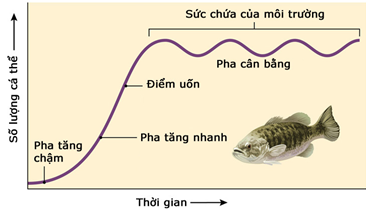 Sức chứa của môi trường
Pha cân bằng
Điểm uốn
Pha tăng nhanh
Pha tăng
chậm
Số lượng cá thể
Thời gian